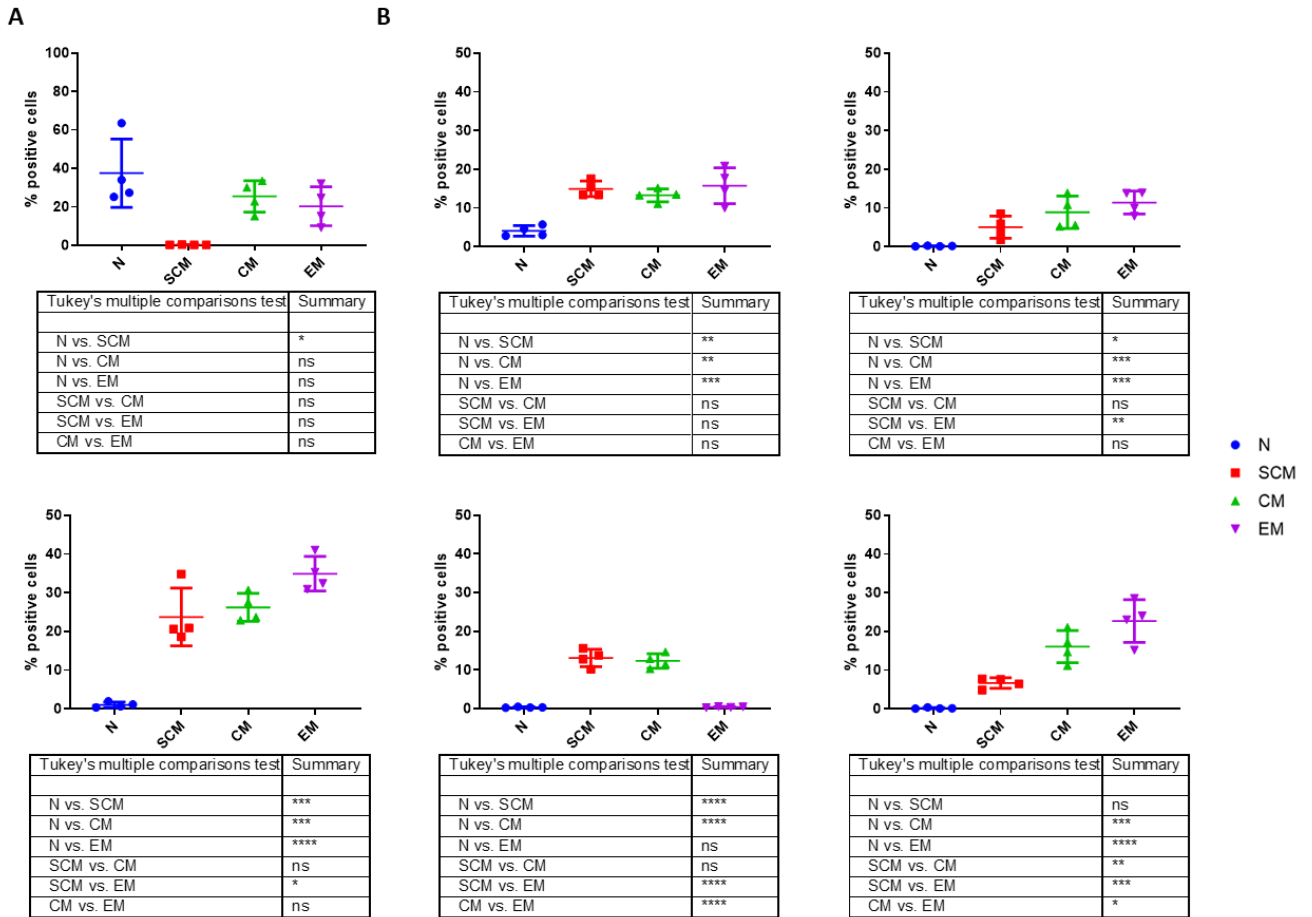 A
B
100
80
60
40
20
0
% positive cells
N
SCM
CM
EM
Tukey's multiple comparisons test Summary
N vs. SCM *
N vs. CM ns
N vs. EM ns
SCM vs. CM ns
SCM vs. EM ns
CM vs. EM ns
50
40
30
20
10
0
% positive cells
N
SCM
CM
EM
Tukey's multiple comparisons test Summary
N vs. SCM **
N vs. CM **
N vs. EM ***
SCM vs. CM ns
SCM vs. EM ns
CM vs. EM ns
50
40
30
20
10
0
% positive cells
N
SCM
CM
EM
Tukey's multiple comparisons test Summary
N vs. SCM *
N vs. CM ***
N vs. EM ***
SCM vs. CM ns
SCM vs. EM **
CM vs. EM ns
N
SCM
CM
EM
50
40
30
20
10
0
% positive cells
N
SCM
CM
EM
Tukey's multiple comparisons test Summary
N vs. SCM ***
N vs. CM ***
N vs. EM ****
SCM vs. CM ns
SCM vs. EM *
CM vs. EM ns
50
40
30
20
10
0
% positive cells
N
SCM
CM
EM
Tukey's multiple comparisons test Summary
N vs. SCM ****
N vs. CM ****
N vs. EM ns
SCM vs. CM ns
SCM vs. EM ****
CM vs. EM ****
50
40
30
20
10
0
% positive cells
N
SCM
CM
EM
Tukey's multiple comparisons test Summary
N vs. SCM ns
N vs. CM ***
N vs. EM ****
SCM vs. CM **
SCM vs. EM ***
CM vs. EM *